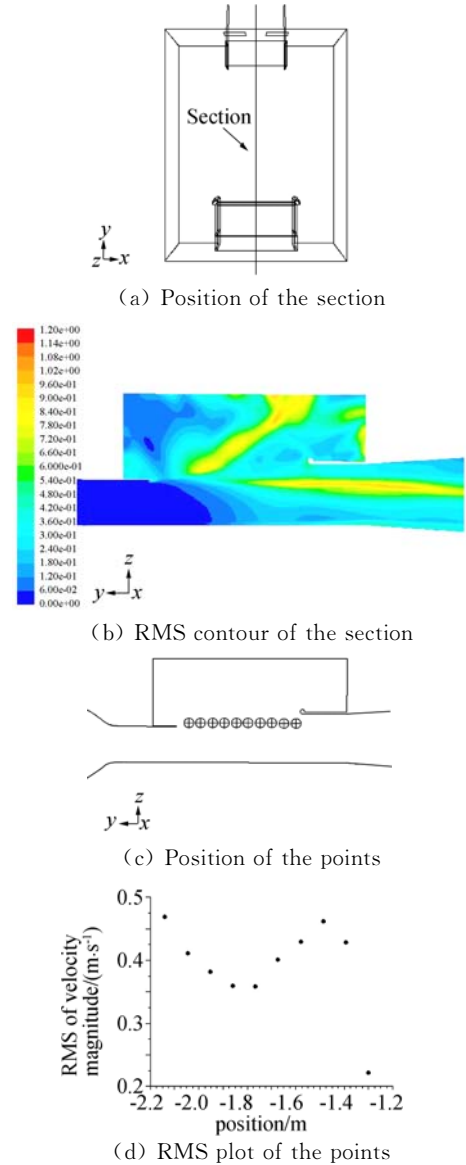 Section
y
z x
(a) Position of the section
1.20e+00
1.14e+00
1.08e+00
1.02e+00
9.60e-01
9.00e-01
8.40e-01
7.80e-01
7.20e-01
6.60e-01
6.000e-01
5.40e-01
4.80e-01
4.20e-01
3.60e-01
3.00e-01
2.40e-01
1.80e-01
1.20e-01
6.00e-02
0.00e+00
z
y x
(b) RMS contour of the section
z
y x
(c) Position of the points
RMS of velocity
magnitude/(m·s⁻¹)
0.5
0.4
0.3
0.2
-2.2 -2.0 -1.8 -1.6 -1.4 -1.2
position/m
(d) RMS plot of the points